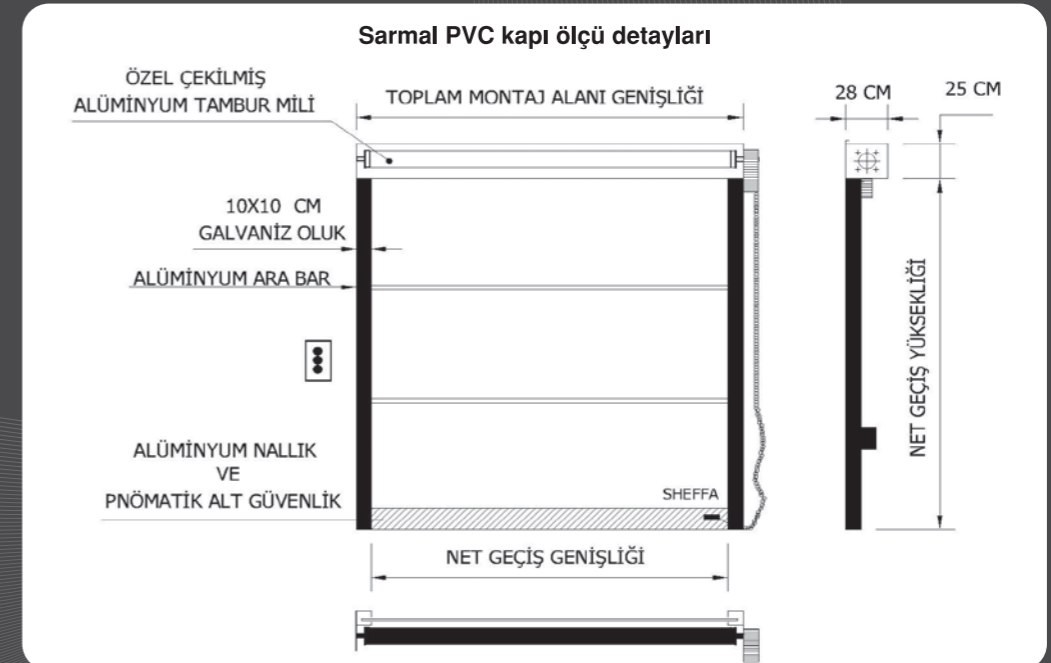 Sarmal PVC kapı ölçü detayları
ÖZEL ÇEKİLMİŞ
ALÜMİNYUM TAMBUR MİLİ
TOPLAM MONTAJ ALANI GENİŞLİĞİ
28 CM
25 CM
10X10 CM
GALVANİZ OLUK
ALÜMİNYUM ARA BAR
NET GEÇİŞ YÜKSEKLİĞİ
ALÜMİNYUM NALLIK
VE
PNÖMATİK ALT GÜVENLİK
SHEFFA
NET GEÇİŞ GENİŞLİĞİ